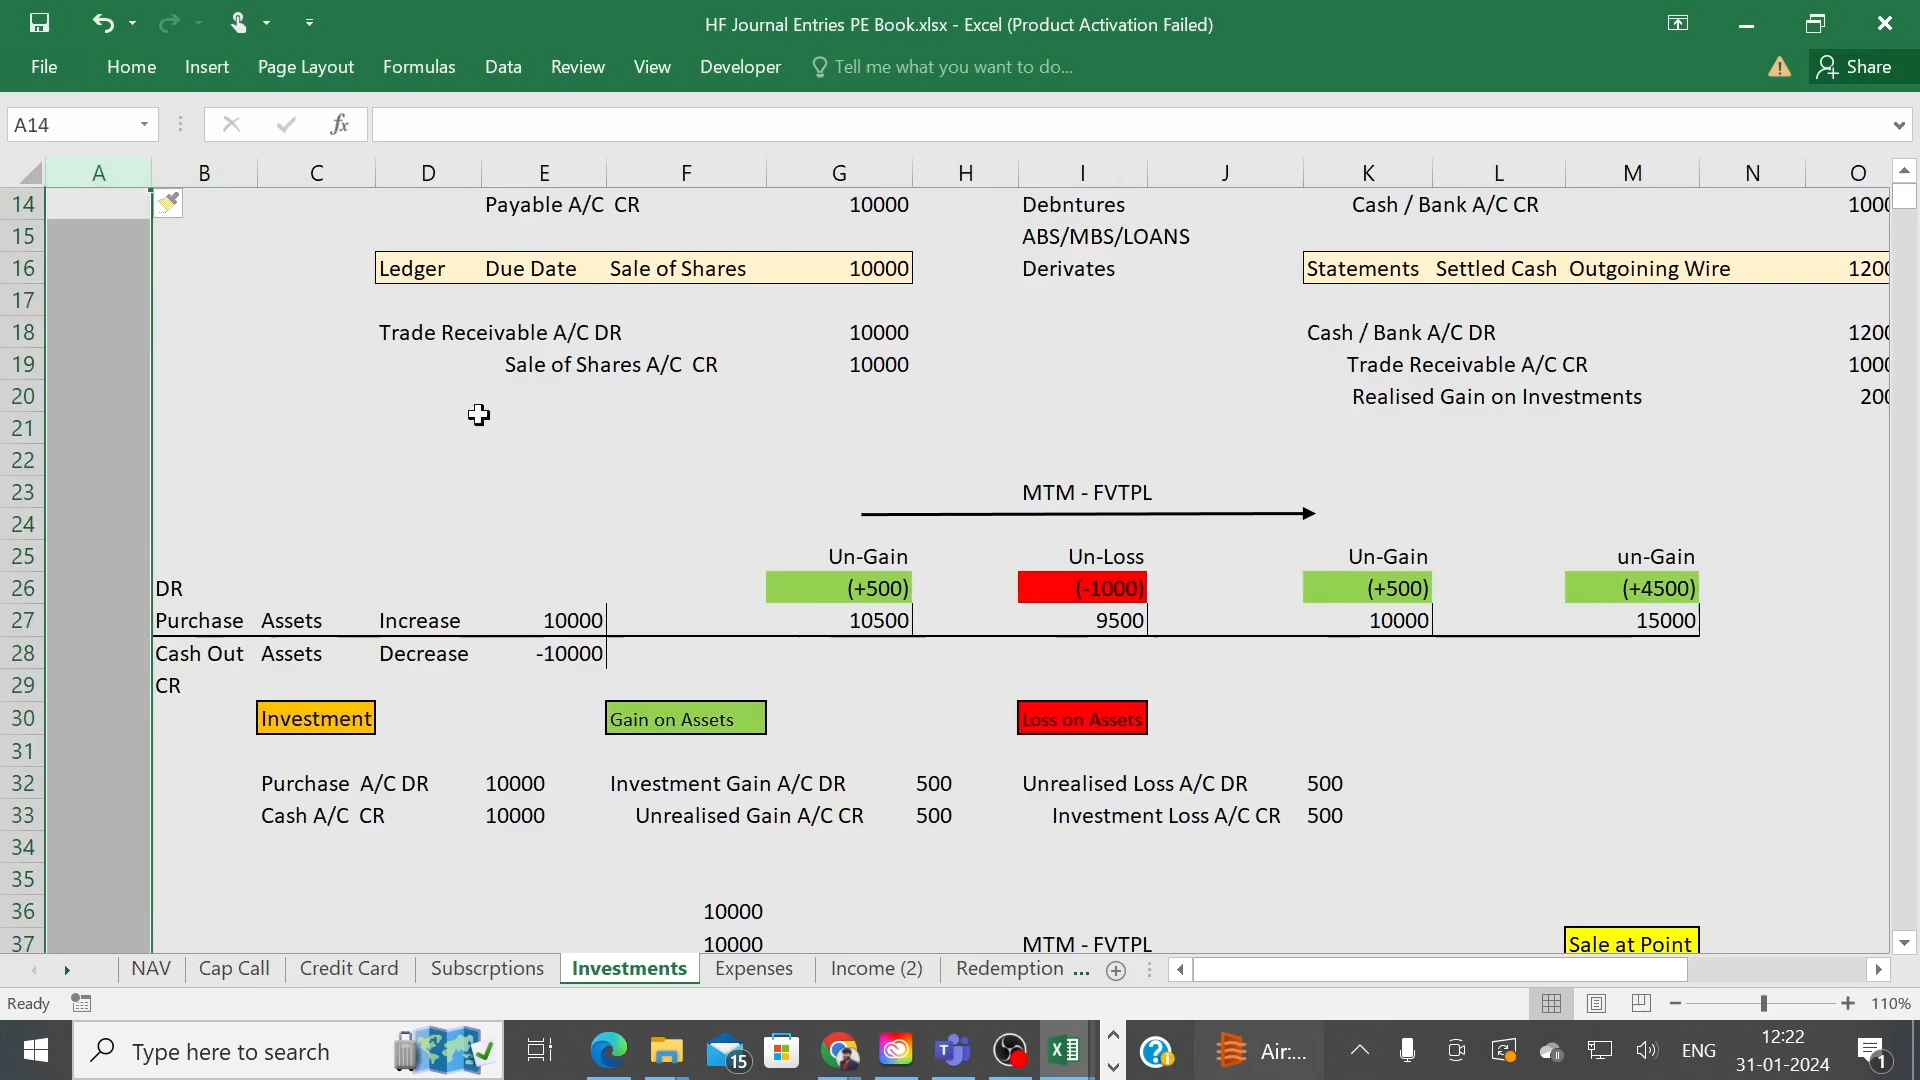 HF Journal Entries PE Book.xlsx - Excel (Product Activation Failed)
File Home Insert Page Layout Formulas Data Review View Developer Tell me what you want to do... Share
A14 fx
A B C D E F G H I J K L M N O
14 Payable A/C CR 10000 Debntures Cash / Bank A/C CR
15 ABS/MBS/LOANS
16 Ledger Due Date Sale of Shares 10000 Derivates Statements Settled Cash Outgoining Wire
17
18 Trade Receivable A/C DR 10000 Cash / Bank A/C DR
19 Sale of Shares A/C CR 10000 Trade Receivable A/C CR
20 Realised Gain on Investments
21
22
23 MTM - FVTPL
24
25 Un-Gain Un-Loss Un-Gain un-Gain
26 DR (+500) (-1000) (+500) (+4500)
27 Purchase Assets Increase 10000 10500 9500 10000 15000
28 Cash Out Assets Decrease -10000
29 CR
30 Investment Gain on Assets Loss on Assets
31
32 Purchase A/C DR 10000 Investment Gain A/C DR 500 Unrealised Loss A/C DR 500
33 Cash A/C CR 10000 Unrealised Gain A/C CR 500 Investment Loss A/C CR 500
34
35
36 10000
37 10000 MTM - FVTPL Sale at Point
NAV Cap Call Credit Card Subscrptions Investments Expenses Income (2) Redemption ...
Ready 110%
Type here to search 15 Air:... ENG 12:22
31-01-2024 1